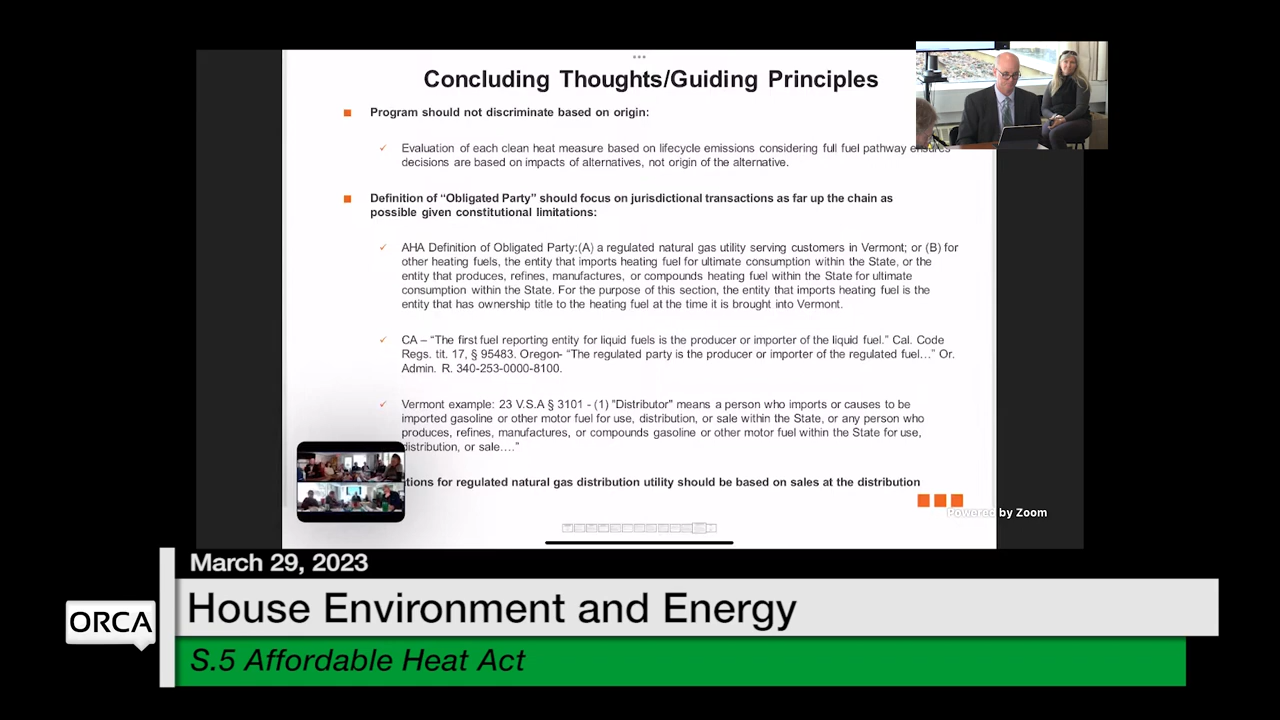 Concluding Thoughts/Guiding Principles
Program should not discriminate based on origin:
Evaluation of each clean heat measure based on lifecycle emissions considering full fuel pathway ensures
decisions are based on impacts of alternatives, not origin of the alternative.
Definition of “Obligated Party” should focus on jurisdictional transactions as far up the chain as
possible given constitutional limitations:
AHA Definition of Obligated Party:(A) a regulated natural gas utility serving customers in Vermont; or (B) for
other heating fuels, the entity that imports heating fuel for ultimate consumption within the State, or the
entity that produces, refines, manufactures, or compounds heating fuel within the State for ultimate
consumption within the State. For the purpose of this section, the entity that imports heating fuel is the
entity that has ownership title to the heating fuel at the time it is brought into Vermont.
CA – “The first fuel reporting entity for liquid fuels is the producer or importer of the liquid fuel.” Cal. Code
Regs. tit. 17, § 95483. Oregon- “The regulated party is the producer or importer of the regulated fuel…” Or.
Admin. R. 340-253-0000-8100.
Vermont example: 23 V.S.A § 3101 - (1) "Distributor" means a person who imports or causes to be
imported gasoline or other motor fuel for use, distribution, or sale within the State, or any person who
produces, refines, manufactures, or compounds gasoline or other motor fuel within the State for use,
distribution, or sale….”
tions for regulated natural gas distribution utility should be based on sales at the distribution
Powered by Zoom
March 29, 2023
ORCA
House Environment and Energy
S.5 Affordable Heat Act